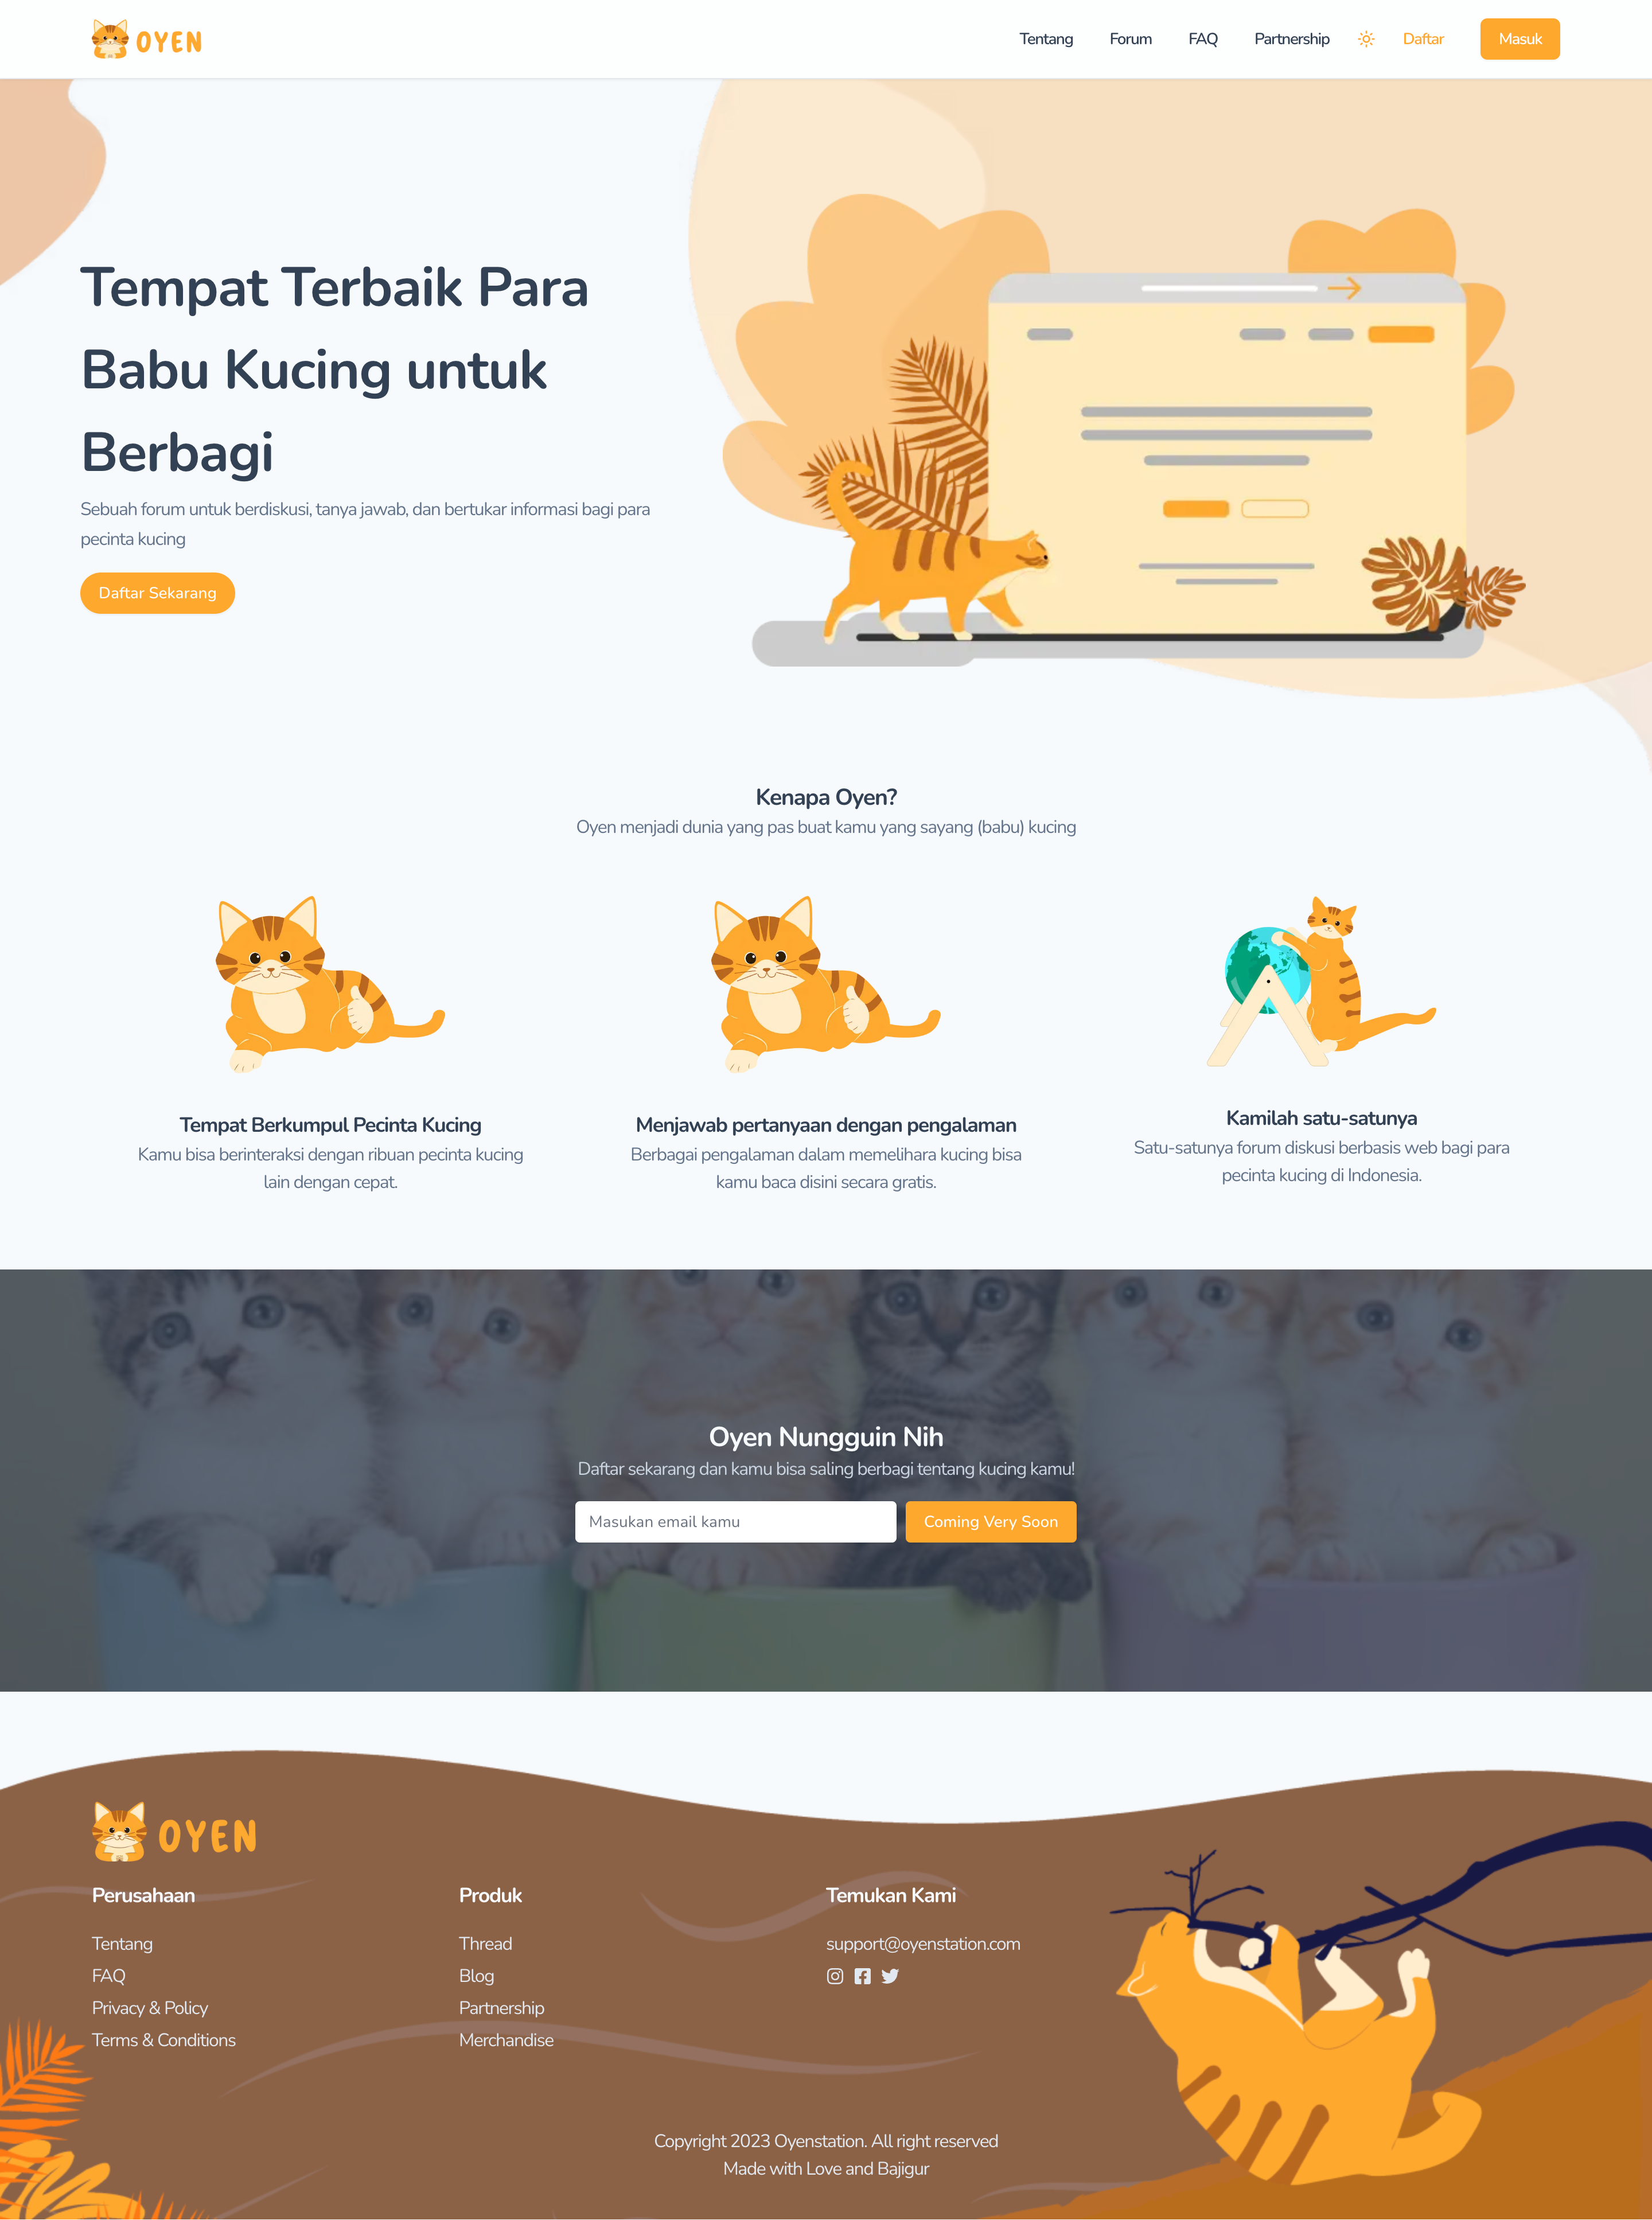 OYEN
Tentang
Forum
FAQ
Partnership
Daftar
Masuk
Tempat Terbaik Para
Babu Kucing untuk
Berbagi
Sebuah forum untuk berdiskusi, tanya jawab, dan bertukar informasi bagi para
pecinta kucing
Daftar Sekarang
Kenapa Oyen?
Oyen menjadi dunia yang pas buat kamu yang sayang (babu) kucing
Tempat Berkumpul Pecinta Kucing
Kamu bisa berinteraksi dengan ribuan pecinta kucing
lain dengan cepat.
Menjawab pertanyaan dengan pengalaman
Berbagai pengalaman dalam memelihara kucing bisa
kamu baca disini secara gratis.
Kamilah satu-satunya
Satu-satunya forum diskusi berbasis web bagi para
pecinta kucing di Indonesia.
Oyen Nungguin Nih
Daftar sekarang dan kamu bisa saling berbagi tentang kucing kamu!
Masukan email kamu
Coming Very Soon
OYEN
Perusahaan
Tentang
FAQ
Privacy & Policy
Terms & Conditions
Produk
Thread
Blog
Partnership
Merchandise
Temukan Kami
support@oyenstation.com
Copyright 2023 Oyenstation. All right reserved
Made with Love and Bajigur